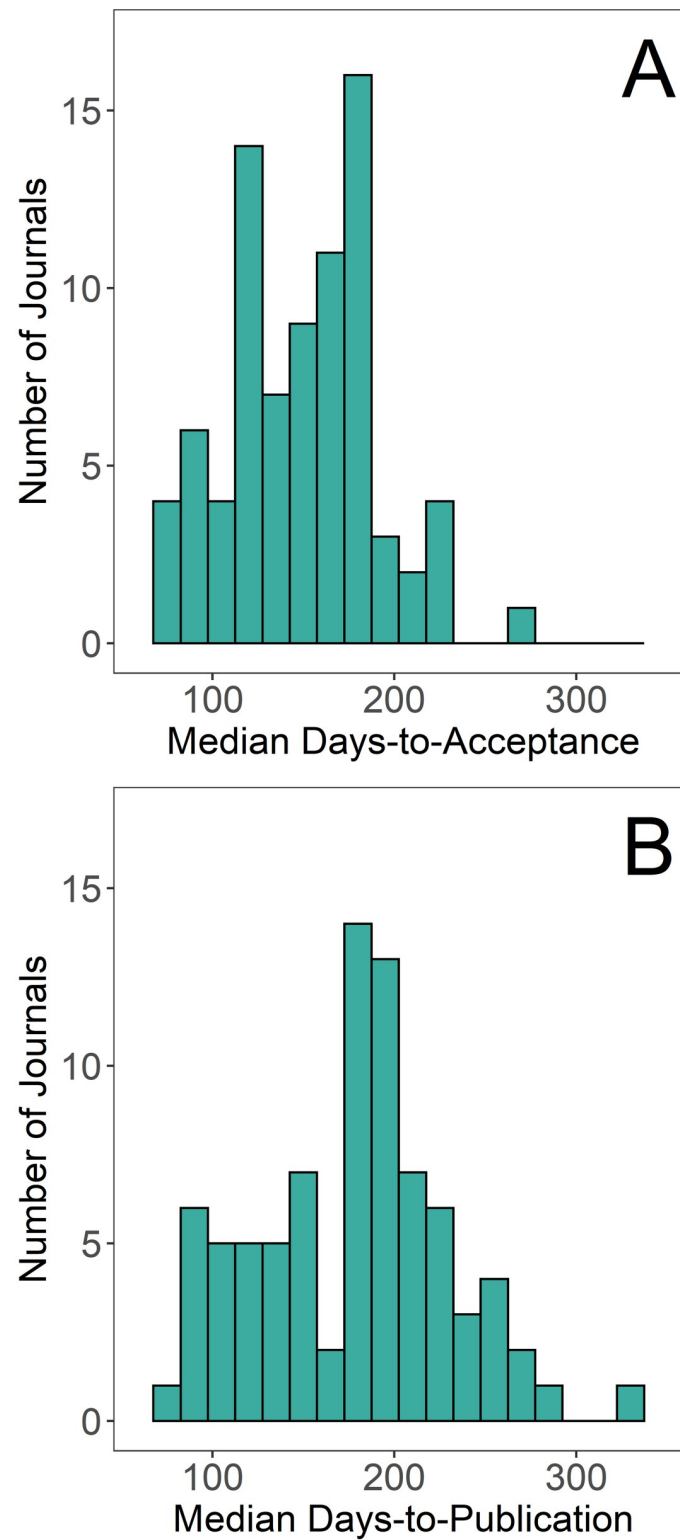 A
15
10
5
0
Number of Journals
100 200 300
Median Days-to-Acceptance
B
15
10
5
0
Number of Journals
100 200 300
Median Days-to-Publication